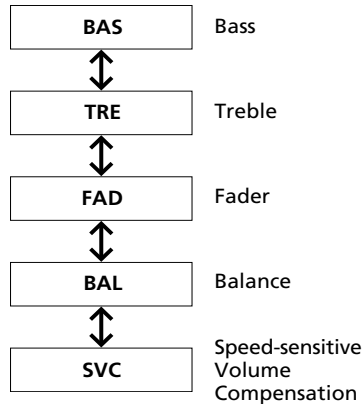 BAS Bass
TRE Treble
FAD Fader
BAL Balance
SVC Speed-sensitive
Volume
Compensation